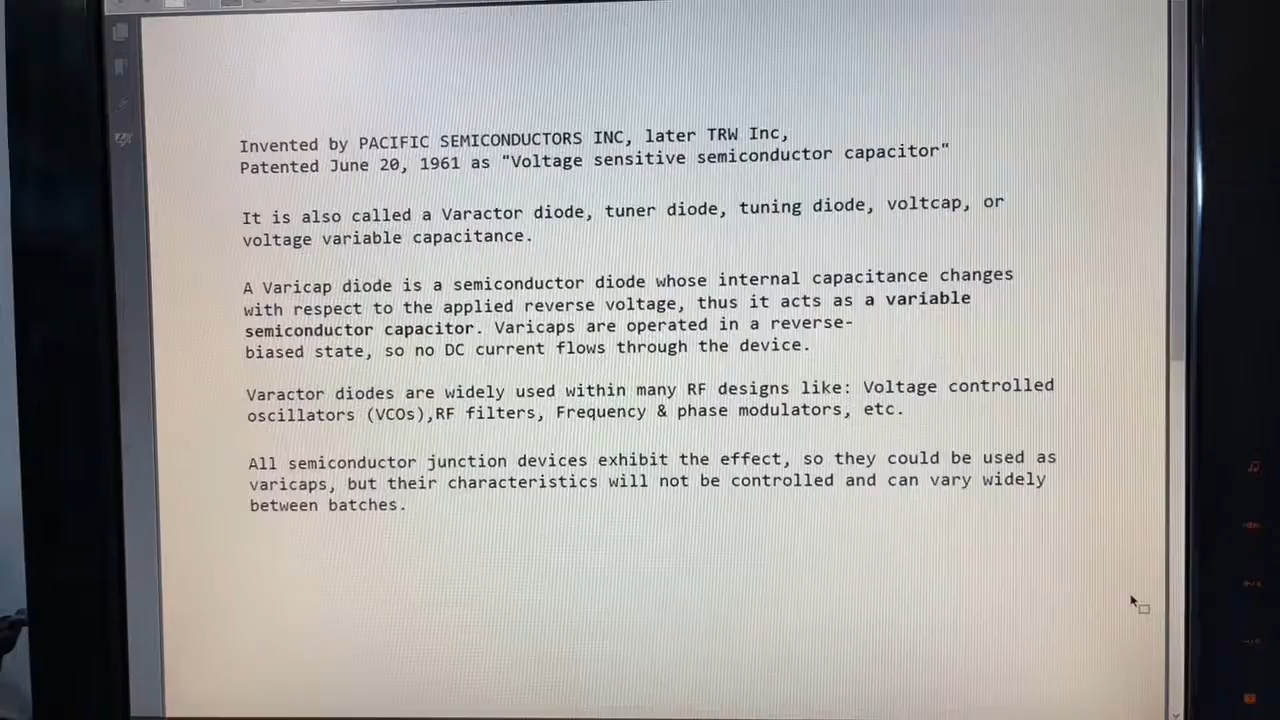 Invented by PACIFIC SEMICONDUCTORS INC, later TRW Inc,
Patented June 20, 1961 as "Voltage sensitive semiconductor capacitor"
It is also called a Varactor diode, tuner diode, tuning diode, voltcap, or
voltage variable capacitance.
A Varicap diode is a semiconductor diode whose internal capacitance changes
with respect to the applied reverse voltage, thus it acts as a variable
semiconductor capacitor. Varicaps are operated in a reverse-
biased state, so no DC current flows through the device.
Varactor diodes are widely used within many RF designs like: Voltage controlled
oscillators (VCOs),RF filters, Frequency & phase modulators, etc.
All semiconductor junction devices exhibit the effect, so they could be used as
varicaps, but their characteristics will not be controlled and can vary widely
between batches.